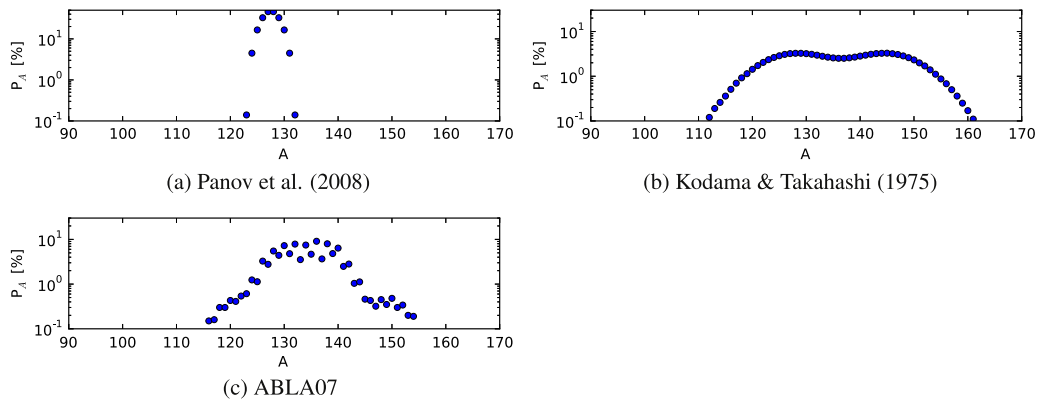 10¹
10⁰
10⁻¹
P_A [%]
90 100 110 120 130 140 150 160 170
A
(a) Panov et al. (2008)
10¹
10⁰
10⁻¹
P_A [%]
90 100 110 120 130 140 150 160 170
A
(b) Kodama & Takahashi (1975)
10¹
10⁰
10⁻¹
P_A [%]
90 100 110 120 130 140 150 160 170
A
(c) ABLA07